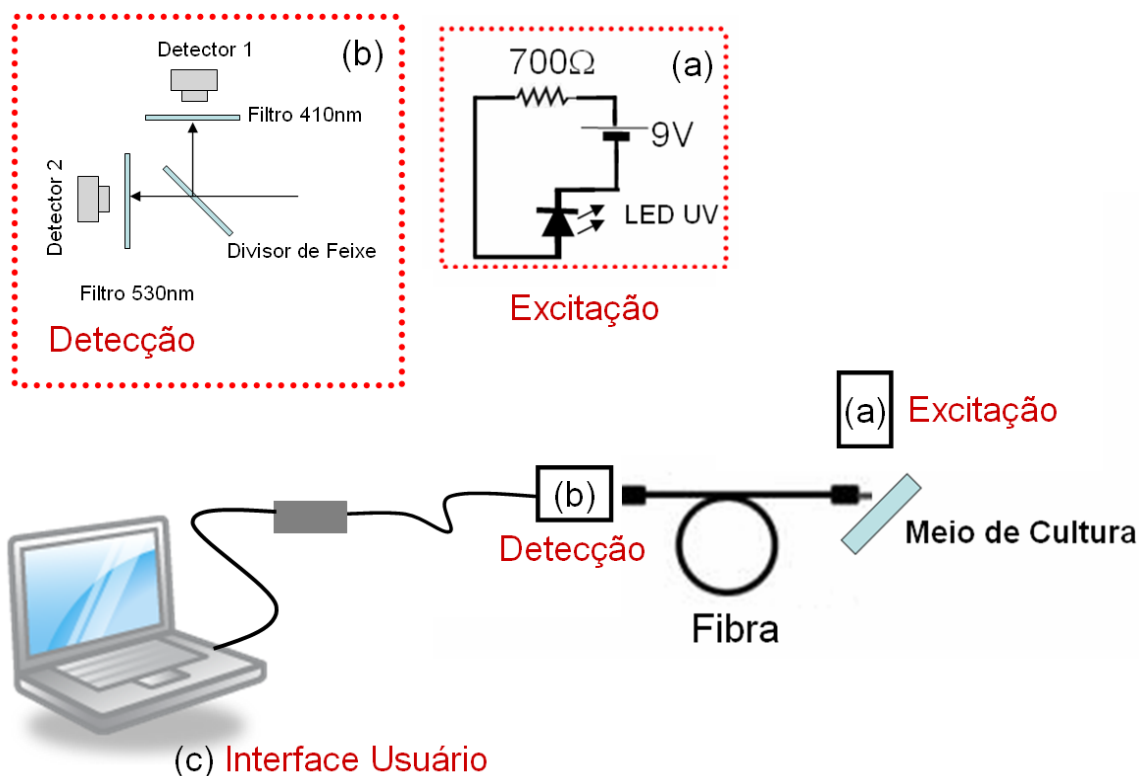 Detector 1
(b)
Filtro 410nm
Detector 2
Divisor de Feixe
Filtro 530nm
Detecção
700Ω
(a)
9V
LED UV
Excitação
(a)
Excitação
(b)
Detecção
Meio de Cultura
Fibra
(c) Interface Usuário